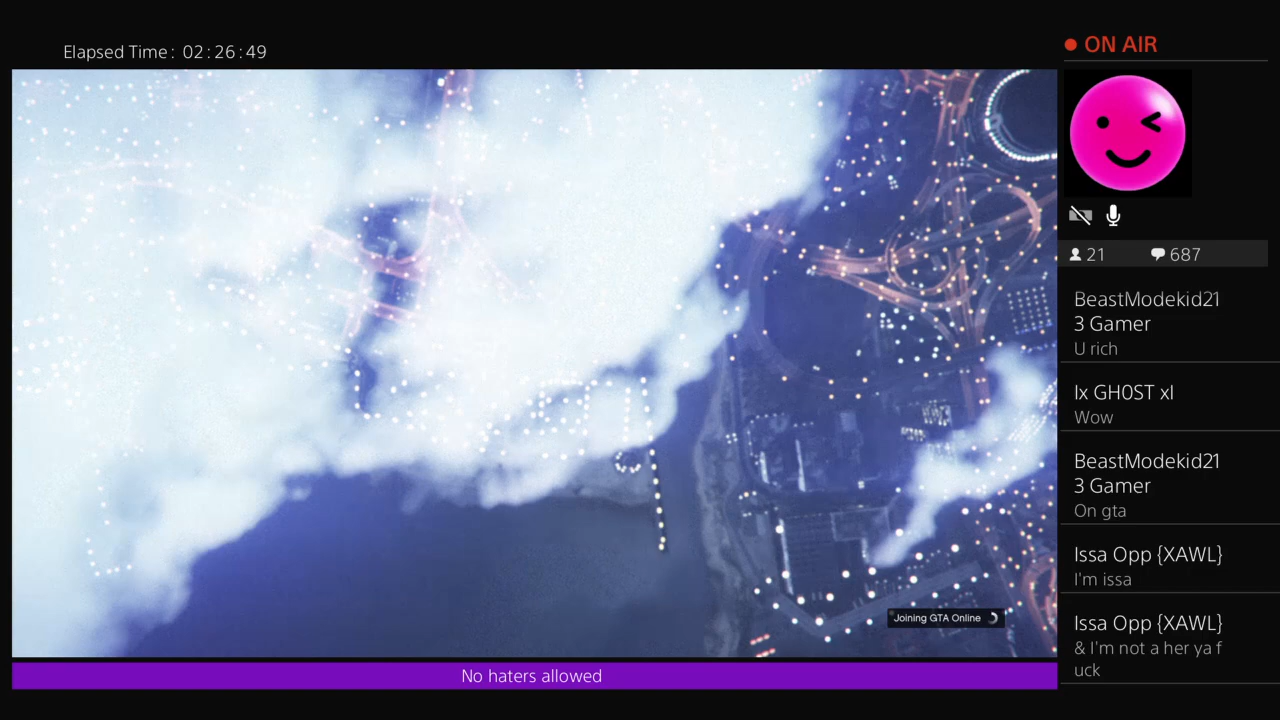 Elapsed Time: 02:26:49
ON AIR
21 687
BeastModekid21
3 Gamer
U rich
Ix GH0ST xI
Wow
BeastModekid21
3 Gamer
On gta
Issa Opp {XAWL}
I'm issa
Issa Opp {XAWL}
& I'm not a her ya f
uck
Joining GTA Online
No haters allowed